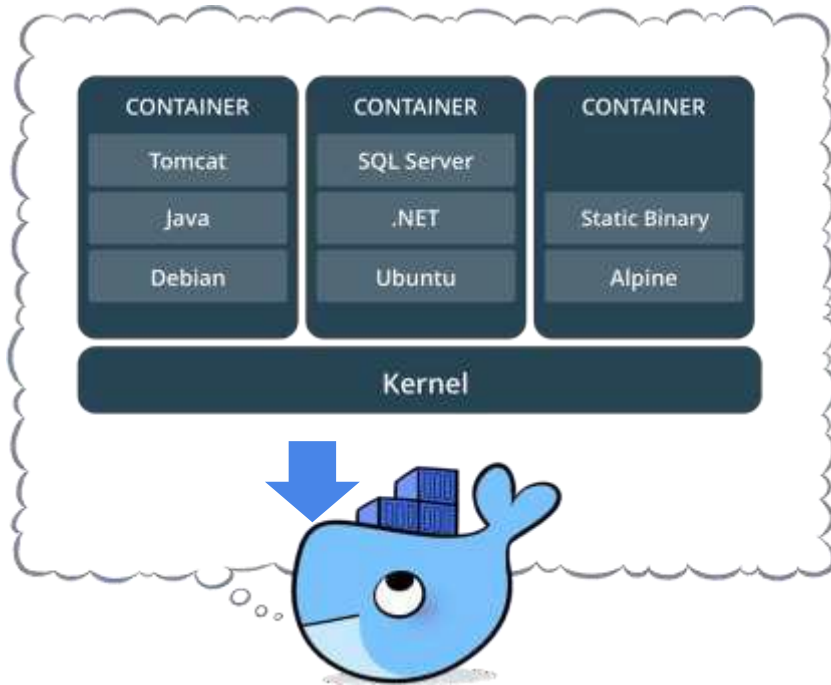 CONTAINER
Tomcat
Java
Debian
CONTAINER
SQL Server
.NET
Ubuntu
CONTAINER
Static Binary
Alpine
Kernel